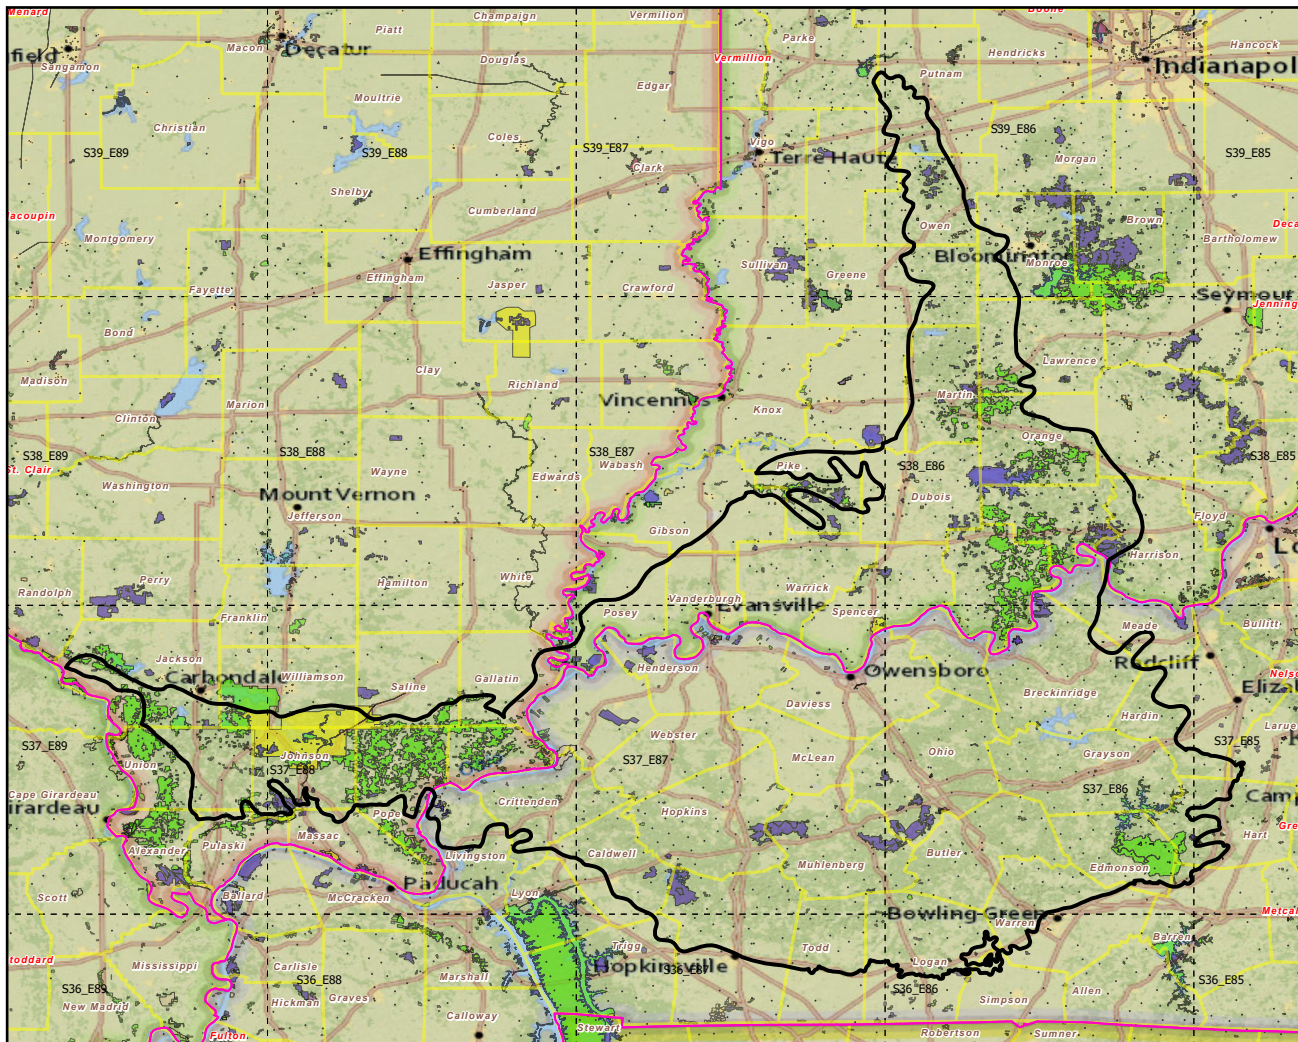 Menard
Champaign
Vermilion
Boone
Piatt
Parke
Macon
Decatur
Hendricks
Hancock
field
Sangamon
Douglas
Vermillion
Indianapol
Edgar
Putnam
Moultrie
Christian
Coles
S39_E86
S39_E89
S39_E88
S39_E87
Vigo
Terre Haute
Morgan
S39_E85
Clark
Shelby
Cumberland
acoupin
Brown
Owen
Deca
Montgomery
Bartholomew
Effingham
Bloomington
Monroe
Sullivan
Greene
Effingham
Jasper
Crawford
Fayette
Seymour
Jenning
Bond
Lawrence
Clay
Madison
Richland
Martin
Vincennes
Marion
Knox
Clinton
Orange
S38_E89
S38_E88
S38_E87
S38_E86
S38_E85
St. Clair
Wayne
Wabash
Pike
Edwards
Washington
Mount Vernon
Dubois
Jefferson
Floyd
Gibson
Lo
Harrison
Perry
Hamilton
White
Randolph
Warrick
Vanderburgh
Evansville
Posey
Spencer
Franklin
Meade
Bullitt
Jackson
Henderson
Radcliff
Carbondale
Williamson
Gallatin
Owensboro
Nelso
Saline
Elizab
Breckinridge
Daviess
Hardin
Larue
Webster
S37_E89
S37_E85
Johnson
McLean
Ohio
Grayson
Union
S37_E88
S37_E87
S37_E86
Cape Girardeau
Camp
irardeau
Crittenden
Hopkins
Pope
Gre
Massac
Hart
Pulaski
Alexander
Livingston
Caldwell
Butler
Muhlenberg
Edmonson
Paducah
Scott
Ballard
McCracken
Lyon
Bowling Green
Metcal
Warren
Trigg
Todd
Barren
toddard
Mississippi
Carlisle
Hopkinsville
Logan
S36_E87
Marshall
S36_E89
S36_E88
S36_E86
S36_E85
Allen
Hickman
Graves
Simpson
New Madrid
Calloway
Stewart
Fulton
Robertson
Sumner